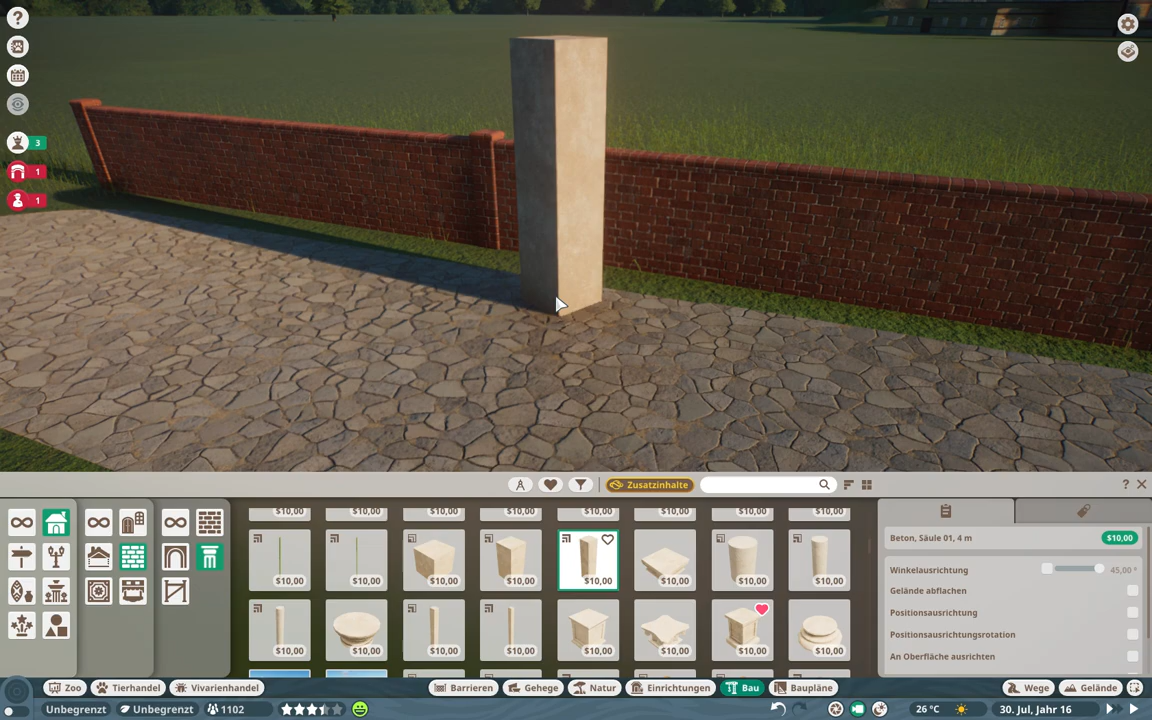 ?
3
1
1
Zusatzinhalte
?
$10,00 $10,00 $10,00 $10,00 $10,00 $10,00 $10,00 $10,00
$10,00 $10,00 $10,00 $10,00 $10,00 $10,00 $10,00 $10,00
$10,00 $10,00 $10,00 $10,00 $10,00 $10,00 $10,00 $10,00
Beton, Säule 01, 4 m $10,00
Winkelausrichtung 45,00 °
Gelände abflachen
Positionsausrichtung
Positionsausrichtungsrotation
An Oberfläche ausrichten
Zoo Tierhandel Vivarienhandel Barrieren Gehege Natur Einrichtungen Bau Baupläne Wege Gelände
Unbegrenzt Unbegrenzt 1102 26 °C 30. Jul, Jahr 16